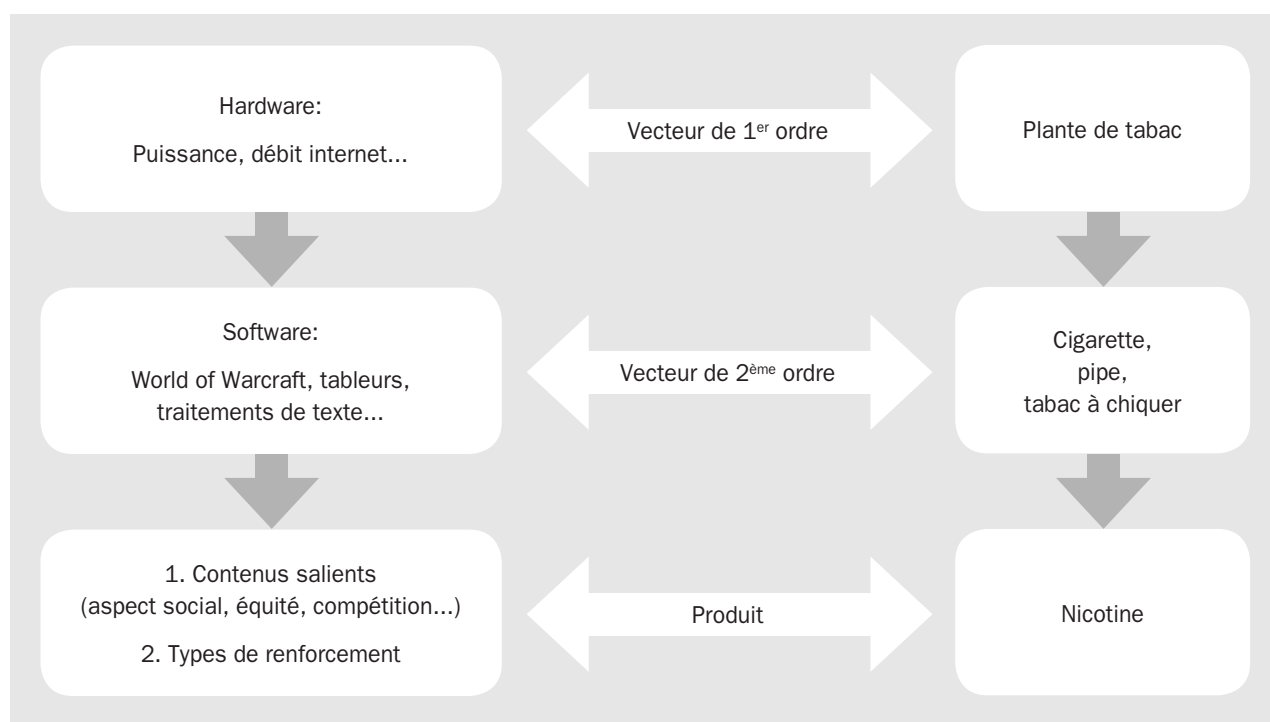 Hardware:
Puissance, débit internet...
Vecteur de 1er ordre
Plante de tabac
Software:
World of Warcraft, tableurs,
traitements de texte...
Vecteur de 2ème ordre
Cigarette,
pipe,
tabac à chiquer
1. Contenus salients
(aspect social, équité, compétition...)
2. Types de renforcement
Produit
Nicotine